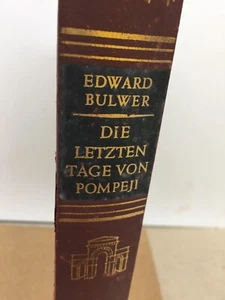 EDWARD
BULWER
DIE
LETZTEN
TAGE VON
POMPEJI